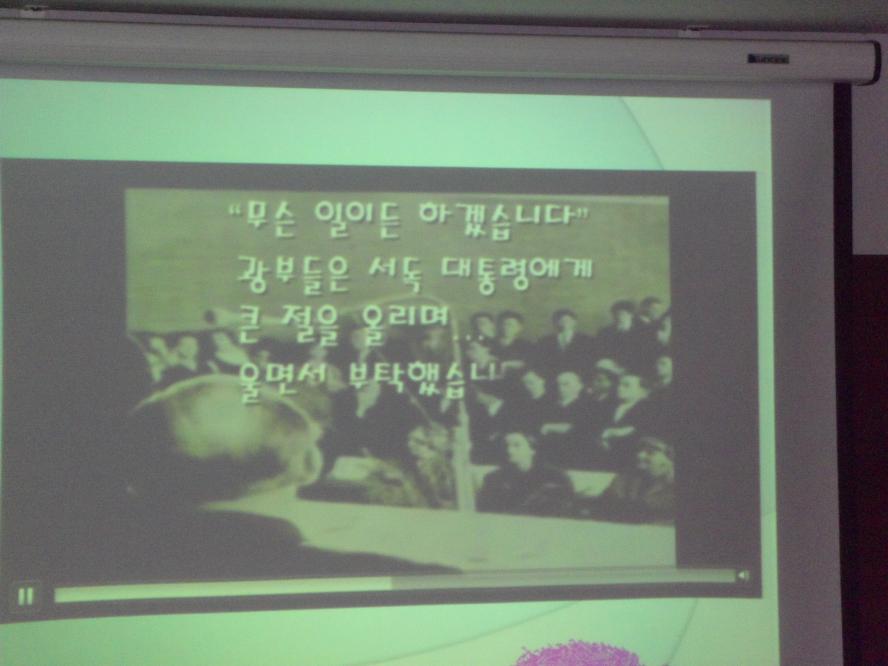 “무슨 일이든 하겠습니다”
광부들은 서독 대통령에게
큰 절을 올리며 ...
울면서 부탁했습니